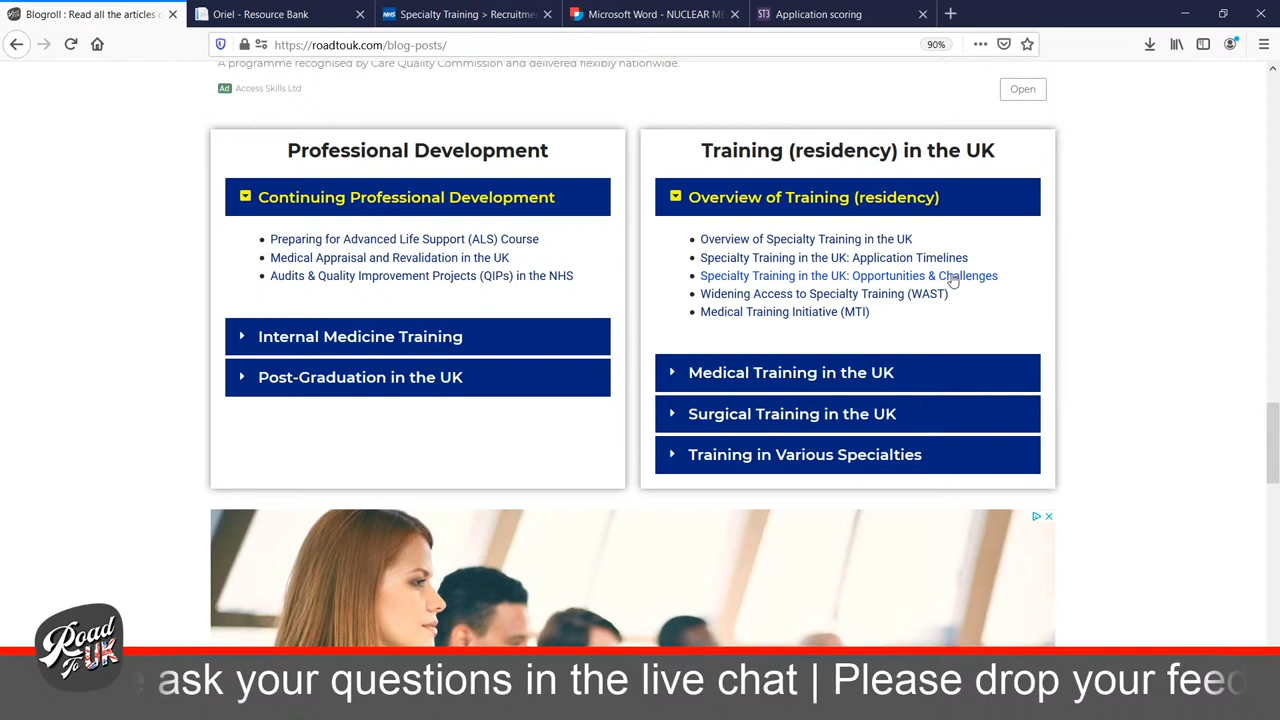 Blogroll : Read all the articles c
Oriel - Resource Bank
NHS
Specialty Training > Recruitme
Microsoft Word - NUCLEAR ME
ST3
Application scoring
https://roadtouk.com/blog-posts/
90%
A programme recognised by Care Quality Commission and delivered flexibly nationwide.
Ad Access Skills Ltd
Open
Professional Development
Continuing Professional Development
Preparing for Advanced Life Support (ALS) Course
Medical Appraisal and Revalidation in the UK
Audits & Quality Improvement Projects (QIPs) in the NHS
Internal Medicine Training
Post-Graduation in the UK
Training (residency) in the UK
Overview of Training (residency)
Overview of Specialty Training in the UK
Specialty Training in the UK: Application Timelines
Specialty Training in the UK: Opportunities & Challenges
Widening Access to Specialty Training (WAST)
Medical Training Initiative (MTI)
Medical Training in the UK
Surgical Training in the UK
Training in Various Specialties
Road To UK
e ask your questions in the live chat | Please drop your feed